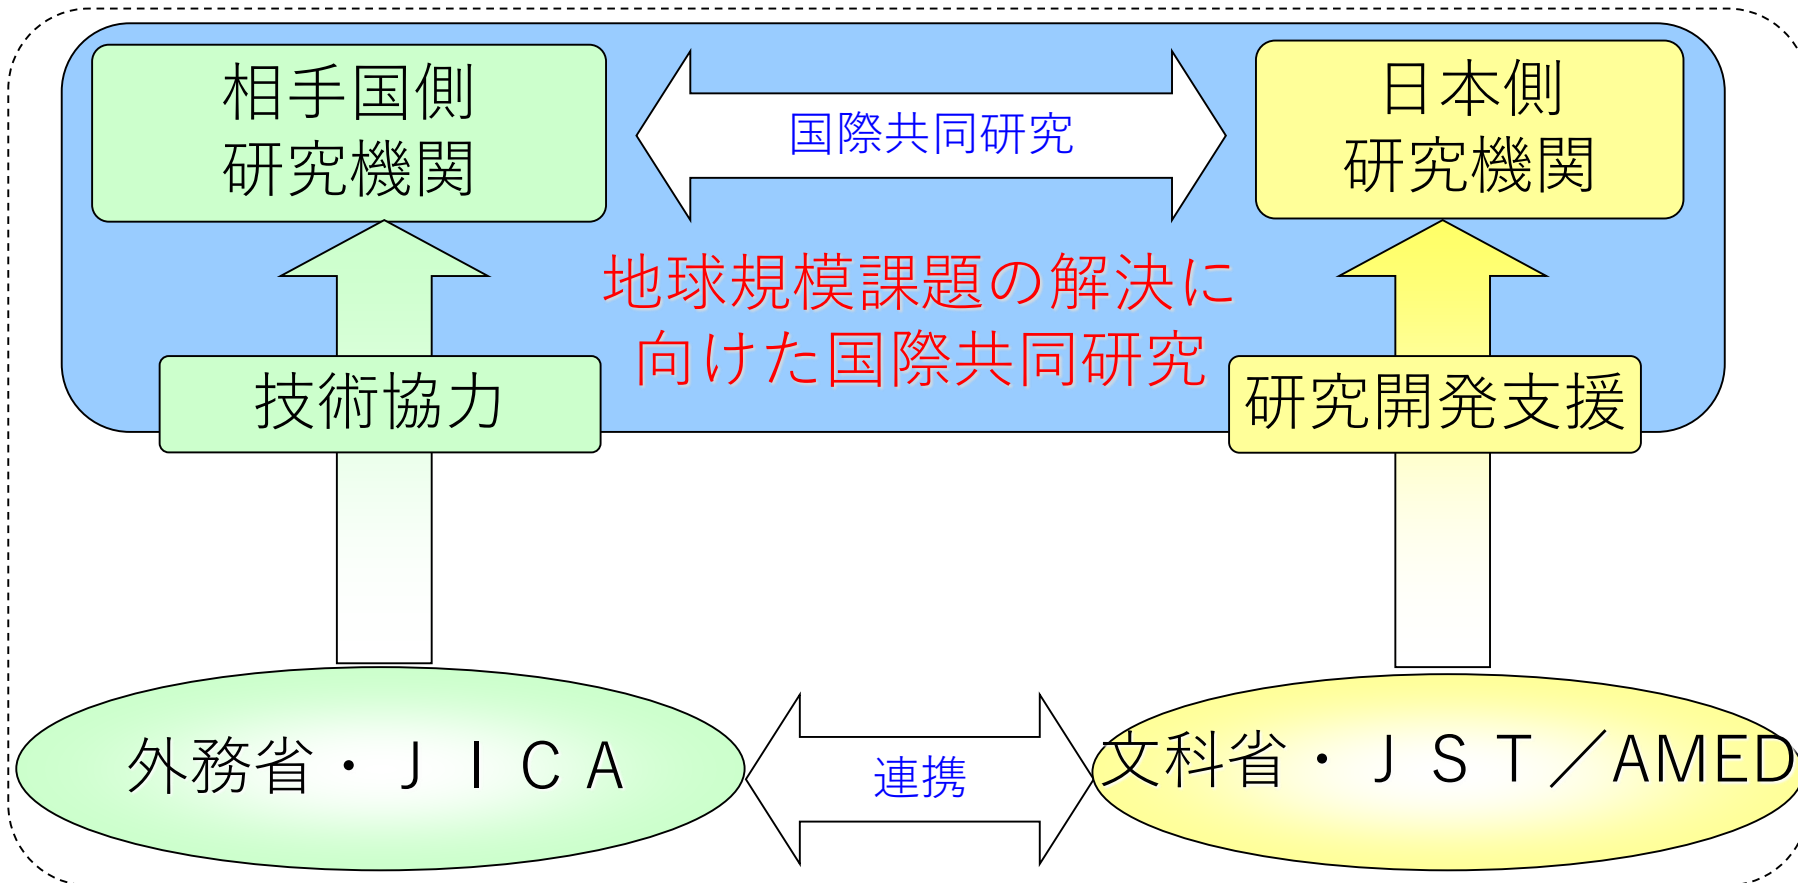 相手国側
研究機関
国際共同研究
日本側
研究機関
地球規模課題の解決に
向けた国際共同研究
技術協力
研究開発支援
外務省・ＪＩＣＡ
連携
文科省・ＪＳＴ／AMED